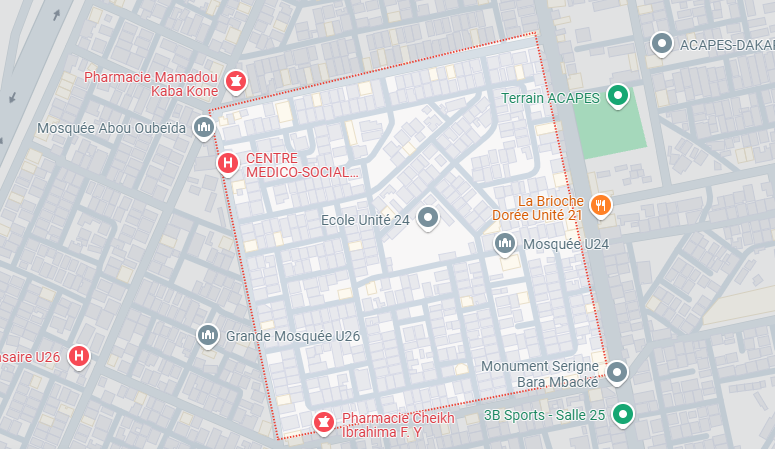 ACAPES-DAKAR
Pharmacie Mamadou
Kaba Kone
Terrain ACAPES
Mosquée Abou Oubeïda
CENTRE
MEDICO-SOCIAL...
La Brioche
Dorée Unité 21
Ecole Unité 24
Mosquée U24
Grande Mosquée U26
nsaire U26
Monument Serigne
Bara Mbacké
Pharmacie Cheikh
Ibrahima F. Y
3B Sports - Salle 25